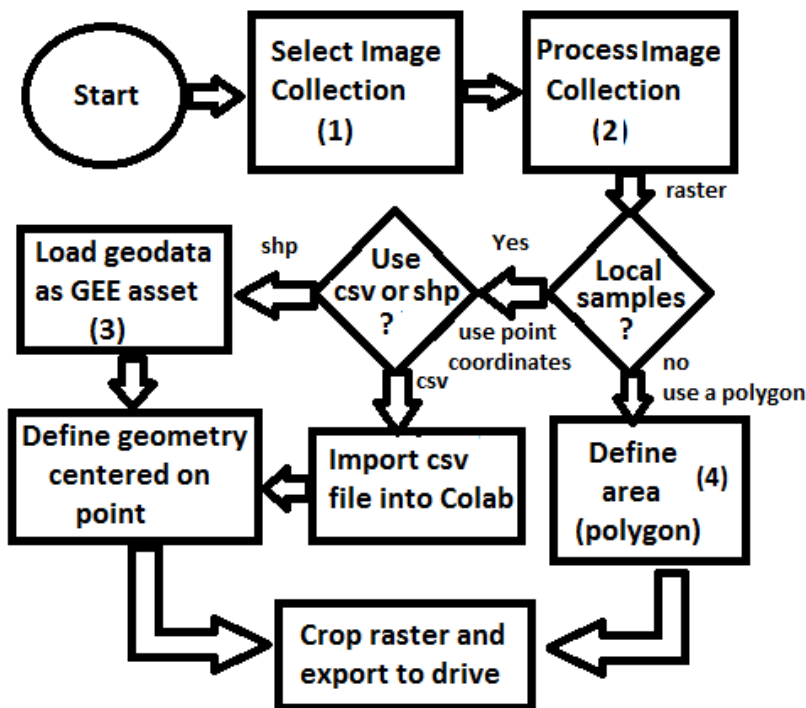 Start
Select Image
Collection
(1)
Process Image
Collection
(2)
raster
Local
samples
?
Yes
use point
coordinates
no
use a polygon
Use
csv or shp
?
shp
csv
Load geodata
as GEE asset
(3)
Define geometry
centered on
point
Import csv
file into Colab
Define
area
(polygon)
(4)
Crop raster and
export to drive